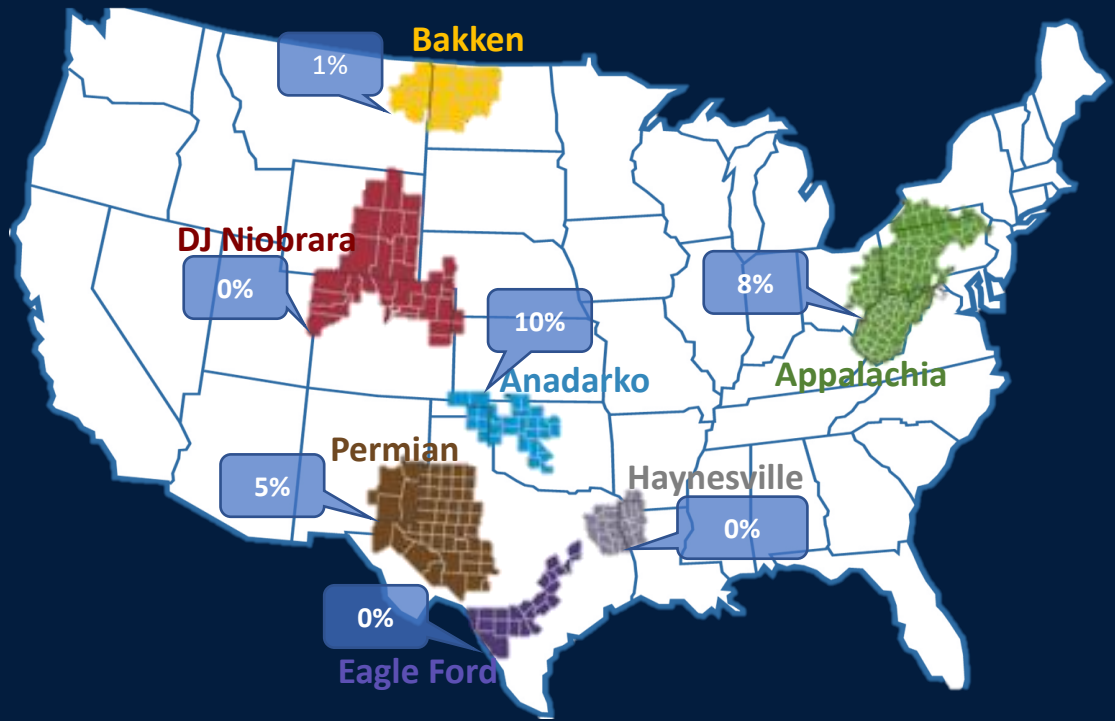 Bakken
1%
DJ Niobrara
0%
8%
10%
Anadarko
Appalachia
Permian
5%
Haynesville
0%
0%
Eagle Ford